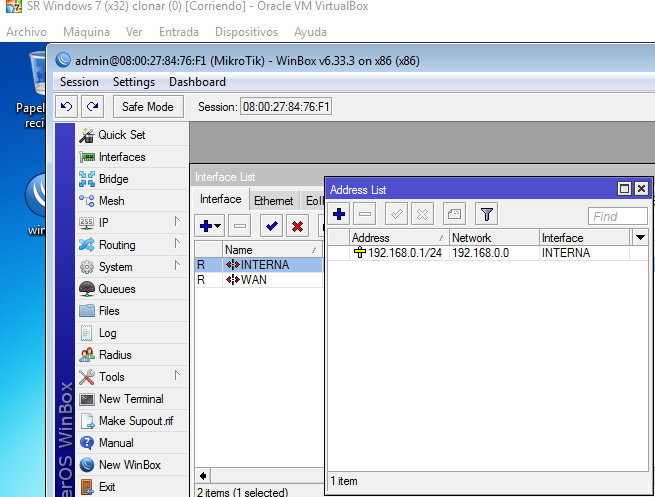 SR Windows 7 (x32) clonar (0) [Corriendo] - Oracle VM VirtualBox
Archivo Máquina Ver Entrada Dispositivos Ayuda
admin@08:00:27:84:76:F1 (MikroTik) - WinBox v6.33.3 on x86 (x86)
Session Settings Dashboard
Safe Mode Session: 08:00:27:84:76:F1
Papel
reci
win
Quick Set
Interfaces
Bridge
Mesh
IP
Routing
System
Queues
Files
Log
Radius
Tools
New Terminal
Make Supout.rif
Manual
New WinBox
Exit
erOS WinBox
Interface List
Interface Ethernet EoI
Name
R INTERNA
R WAN
2 items (1 selected)
Address List
Find
Address Network Interface
192.168.0.1/24 192.168.0.0 INTERNA
1 item